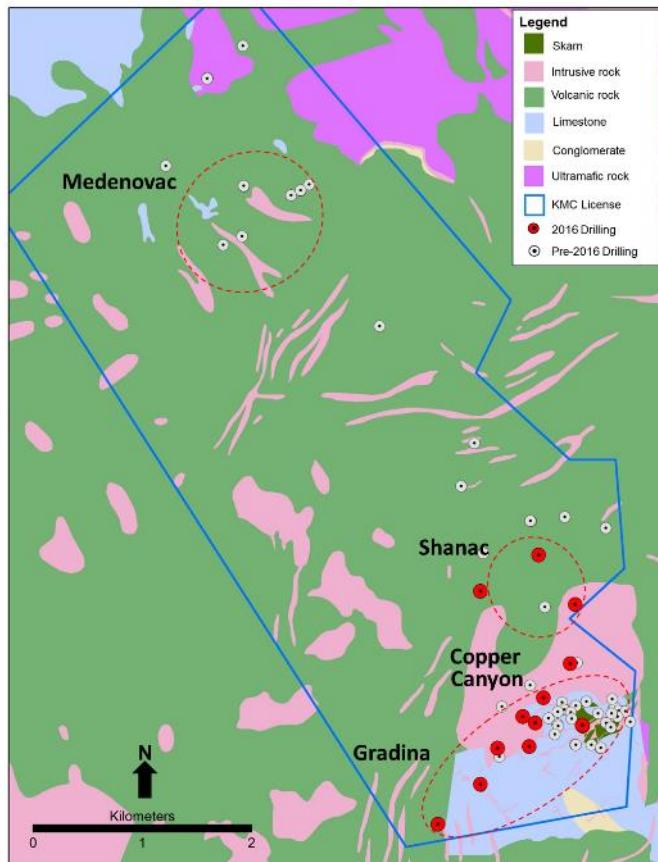 Legend
Skarn
Intrusive rock
Volcanic rock
Limestone
Conglomerate
Ultramafic rock
KMC License
2016 Drilling
Pre-2016 Drilling
Medenovac
Shanac
Copper
Canyon
Gradina
N
Kilometers
0 1 2